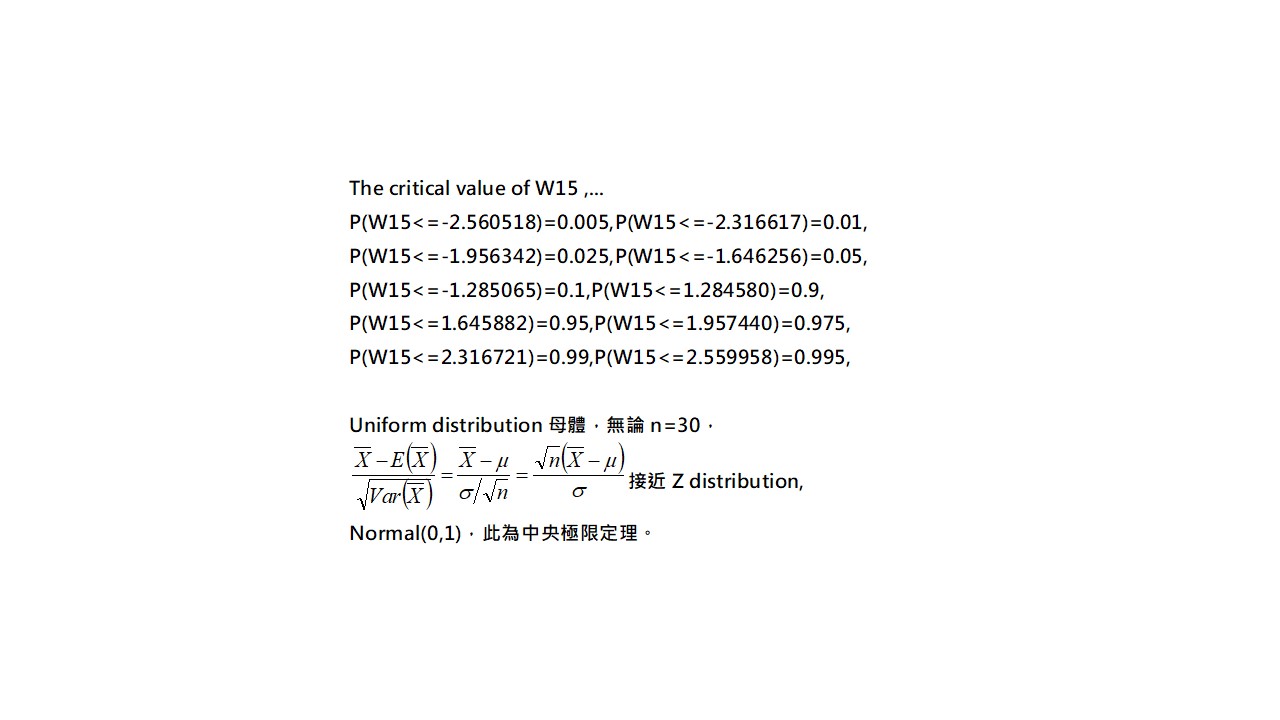 The critical value of W15 ,...
P(W15<=-2.560518)=0.005,P(W15<=-2.316617)=0.01,
P(W15<=-1.956342)=0.025,P(W15<=-1.646256)=0.05,
P(W15<=-1.285065)=0.1,P(W15<=1.284580)=0.9,
P(W15<=1.645882)=0.95,P(W15<=1.957440)=0.975,
P(W15<=2.316721)=0.99,P(W15<=2.559958)=0.995,
Uniform distribution 母體，無論 n=30，
\frac{\overline{X}-E(\overline{X})}{\sqrt{Var(\overline{X})}}=\frac{\overline{X}-\mu}{\sigma/\sqrt{n}}=\frac{\sqrt{n}(\overline{X}-\mu)}{\sigma} 接近 Z distribution,
Normal(0,1)，此為中央極限定理。